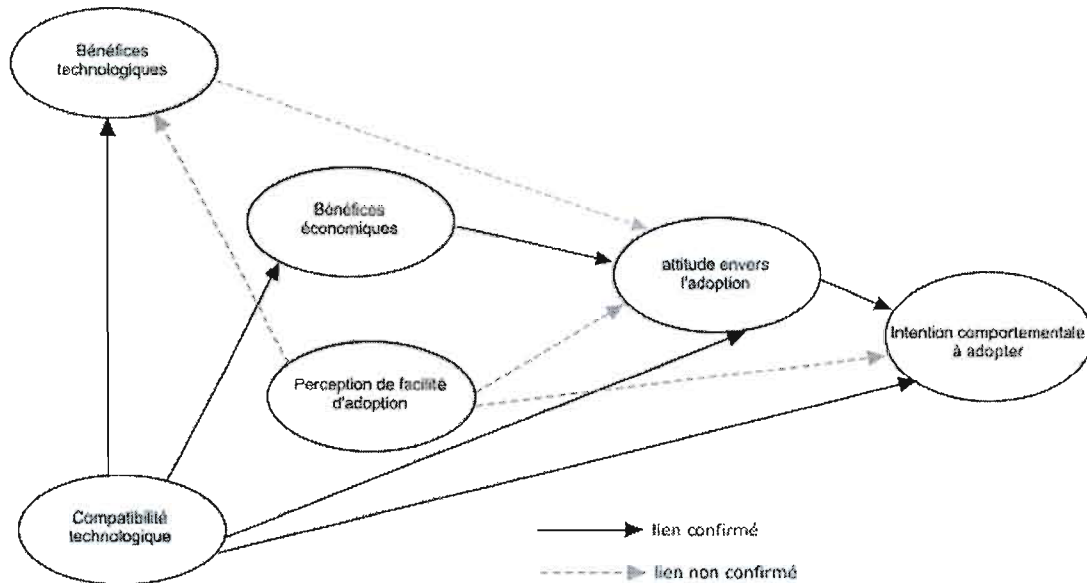 Bénéfices
technologiques
Bénéfices
économiques
attitude envers
l'adoption
Intention comportementale
à adopter
Perception de facilité
d'adoption
Compatibilité
technologique
lien confirmé
lien non confirmé